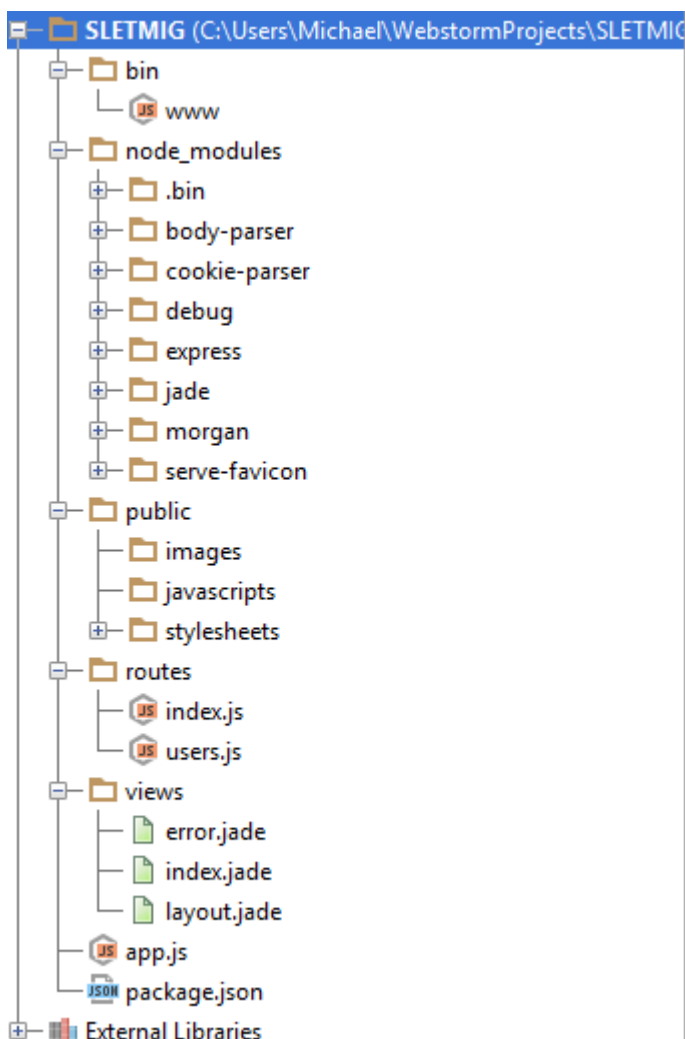 SLETMIG (C:\Users\Michael\WebstormProjects\SLETMIG
bin
www
node_modules
.bin
body-parser
cookie-parser
debug
express
jade
morgan
serve-favicon
public
images
javascripts
stylesheets
routes
index.js
users.js
views
error.jade
index.jade
layout.jade
app.js
package.json
External Libraries